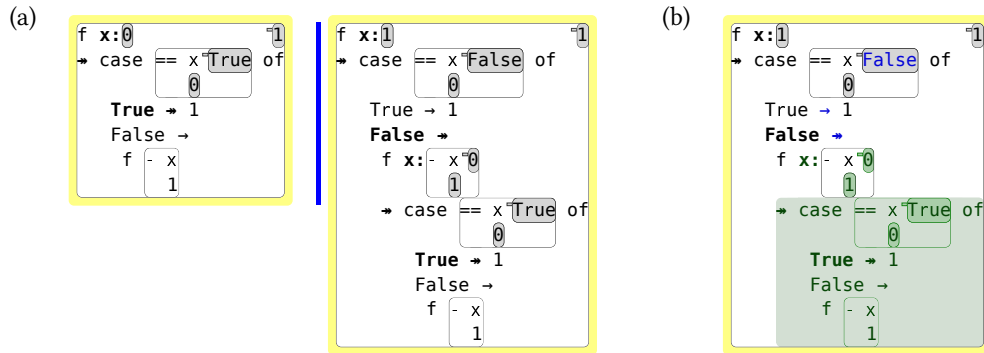 (a)
f x:0 1
↠ case == x True of
0
True ↠ 1
False →
f - x
1
f x:1 1
↠ case == x False of
0
True → 1
False ↠
f x:- x 0
1
↠ case == x True of
0
True ↠ 1
False →
f - x
1
(b)
f x:1 1
↠ case == x False of
0
True → 1
False ↠
f x:- x 0
1
↠ case == x True of
0
True ↠ 1
False →
f - x
1